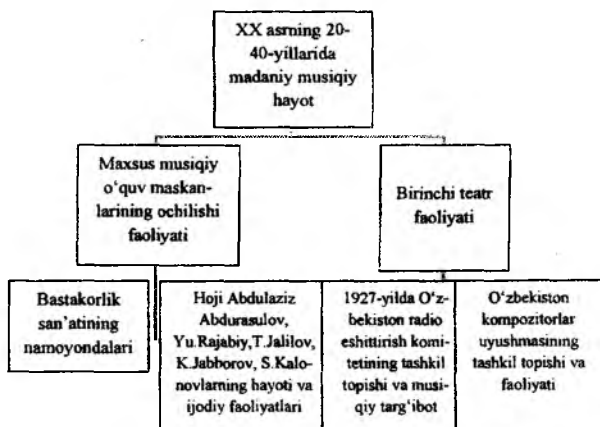 XX asrning 20-
40-yillarida
madaniy musiqiy
hayot
Maxsus musiqiy
o‘quv maskan-
larining ochilishi
faoliyati
Birinchi teatr
faoliyati
Bastakorlik
san’atining
namoyondalari
Hoji Abdulaziz
Abdurasulov,
Yu.Rajabiy,T.Jalilov,
K.Jabborov, S.Kalo-
novlarning hayoti va
ijodiy faoliyatlari
1927-yilda O‘z-
bekiston radio
eshittirish komi-
tetining tashkil
topishi va musi-
qiy targ‘ibot
O‘zbekiston
kompozitorlar
uyushmasining
tashkil topishi va
faoliyati